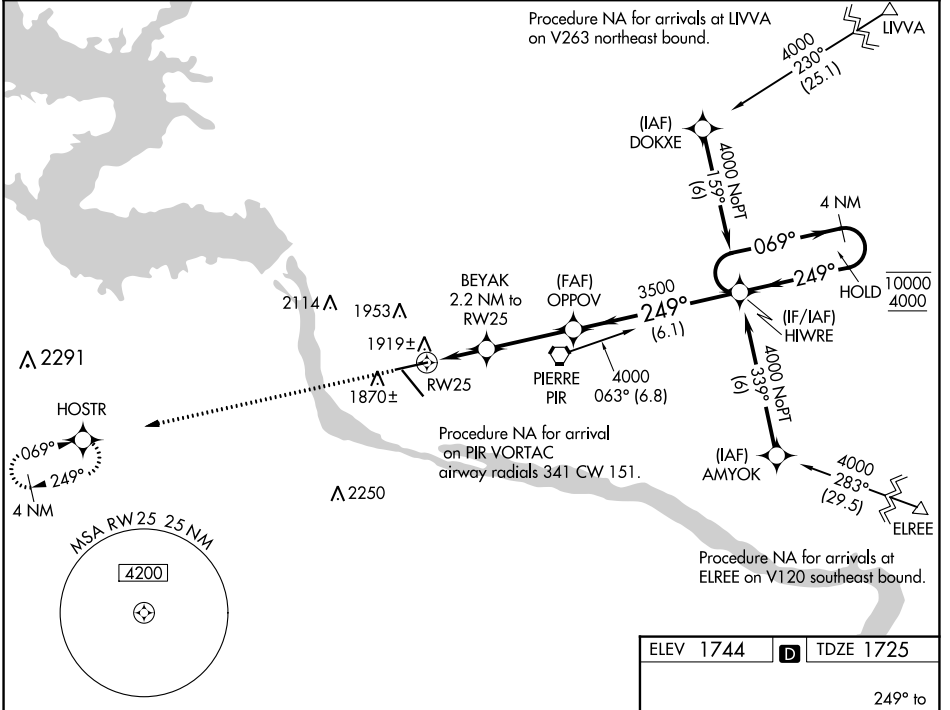 Procedure NA for arrivals at LIVVA
on V263 northeast bound.
LIVVA
4000
230°
(25.1)
(IAF)
DOKXE
4000 NoPT
159°
(6)
4 NM
069°
249°
HOLD
10000
4000
(IF/IAF)
HIWRE
3500
249°
(6.1)
(FAF)
OPPOV
BEYAK
2.2 NM to
RW25
2114
1953
1919±
2291
1870±
RW25
PIERRE
PIR
4000
063° (6.8)
4000 NoPT
339°
(6)
HOSTR
069°
249°
4 NM
Procedure NA for arrival
on PIR VORTAC
airway radials 341 CW 151.
(IAF)
AMYOK
4000
283°
(29.5)
ELREE
2250
MSA RW25 25 NM
4200
Procedure NA for arrivals at
ELREE on V120 southeast bound.
ELEV 1744 D TDZE 1725
249° to